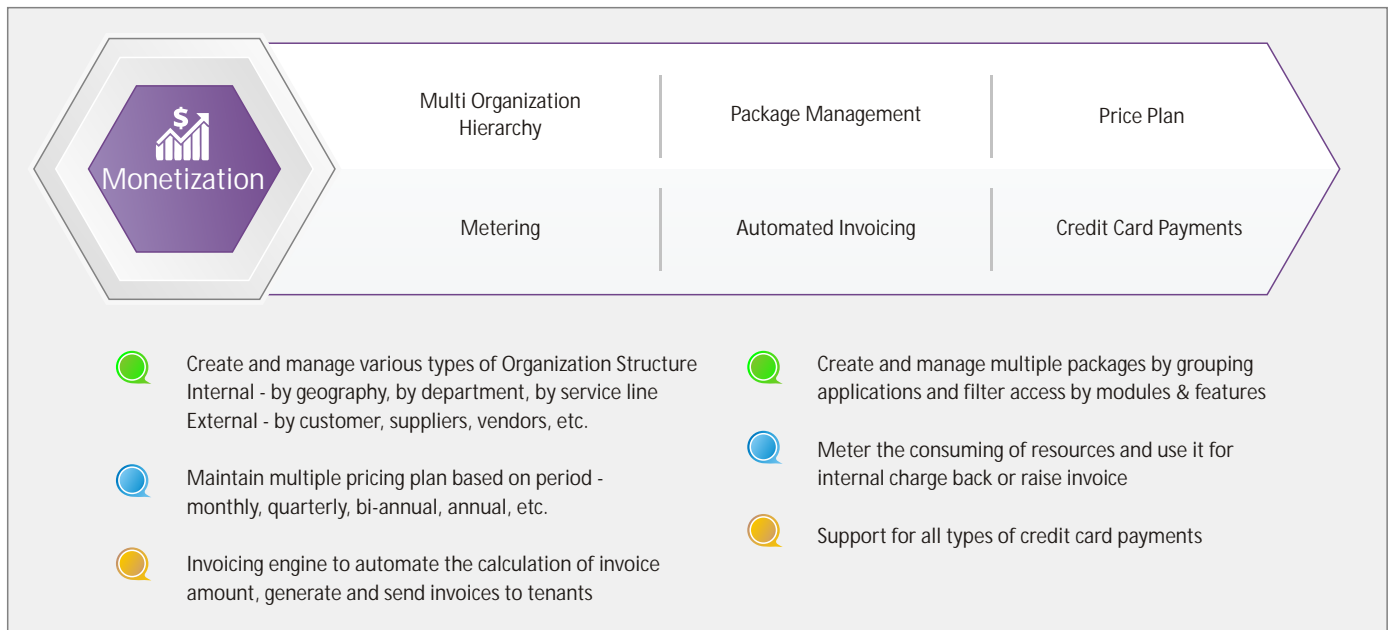 $
Monetization
Multi Organization
Hierarchy
Package Management
Price Plan
Metering
Automated Invoicing
Credit Card Payments
Create and manage various types of Organization Structure
Internal - by geography, by department, by service line
External - by customer, suppliers, vendors, etc.
Maintain multiple pricing plan based on period -
monthly, quarterly, bi-annual, annual, etc.
Invoicing engine to automate the calculation of invoice
amount, generate and send invoices to tenants
Create and manage multiple packages by grouping
applications and filter access by modules & features
Meter the consuming of resources and use it for
internal charge back or raise invoice
Support for all types of credit card payments